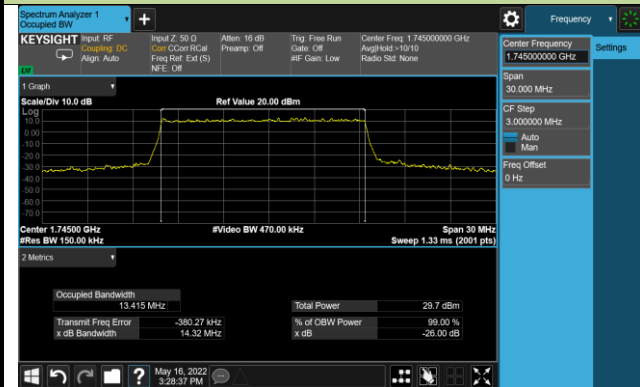 Spectrum Analyzer 1
Occupied BW
+
Frequency
KEYSIGHT
Input: RF
Coupling: DC
Align: Auto
Input Z: 50 Ω
Corr CCorr RCal
Freq Ref: Ext (S)
NFE: Off
Atten: 16 dB
Preamp: Off
Trig: Free Run
Gate: Off
#IF Gain: Low
Center Freq: 1.745000000 GHz
Avg|Hold:>10/10
Radio Std: None
Center Frequency
1.745000000 GHz
Settings
Span
30.000 MHz
CF Step
3.000000 MHz
Auto
Man
Freq Offset
0 Hz
1 Graph
Scale/Div 10.0 dB
Ref Value 20.00 dBm
Log
10.0
0.00
-10.0
-20.0
-30.0
-40.0
-50.0
-60.0
-70.0
Center 1.74500 GHz
#Video BW 470.00 kHz
Span 30 MHz
#Res BW 150.00 kHz
Sweep 1.33 ms (2001 pts)
2 Metrics
Occupied Bandwidth
13.415 MHz
Total Power
29.7 dBm
Transmit Freq Error
-380.27 kHz
% of OBW Power
99.00 %
x dB Bandwidth
14.32 MHz
x dB
-26.00 dB
?
May 16, 2022
3:28:37 PM